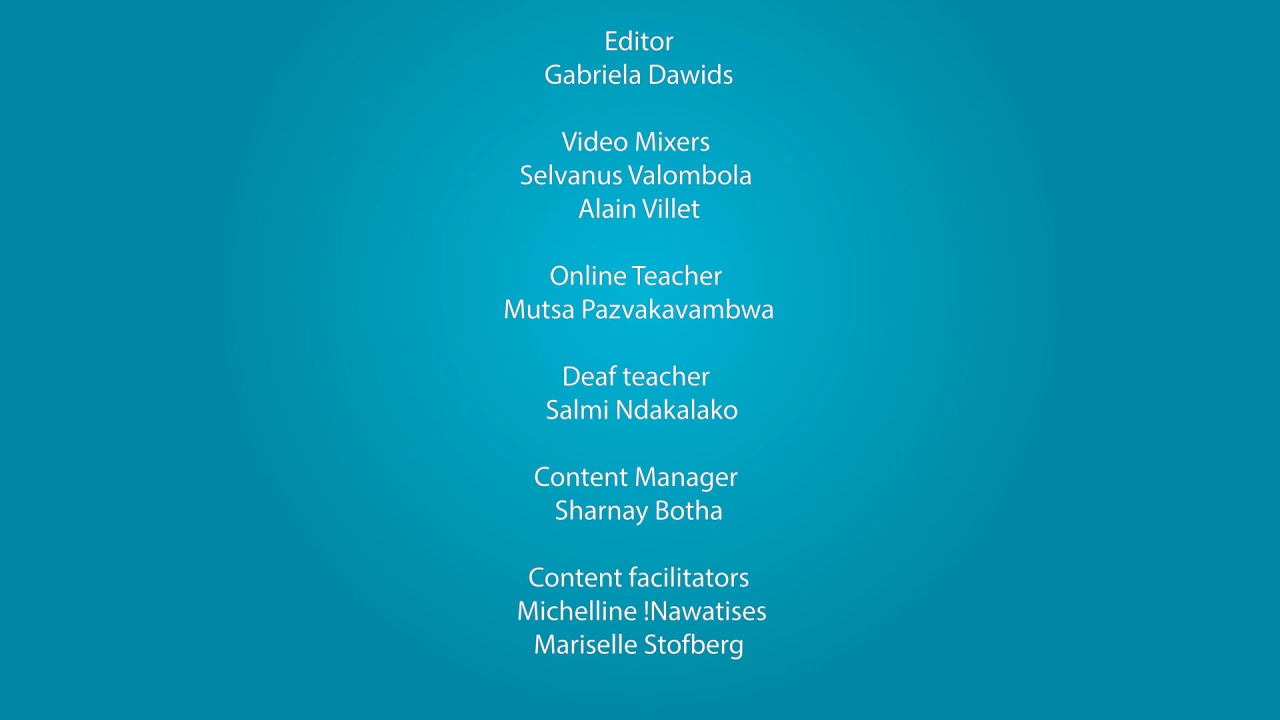 Editor
Gabriela Dawids
Video Mixers
Selvanus Valombola
Alain Villet
Online Teacher
Mutsa Pazvakavambwa
Deaf teacher
Salmi Ndakalako
Content Manager
Sharnay Botha
Content facilitators
Michelline !Nawatises
Mariselle Stofberg